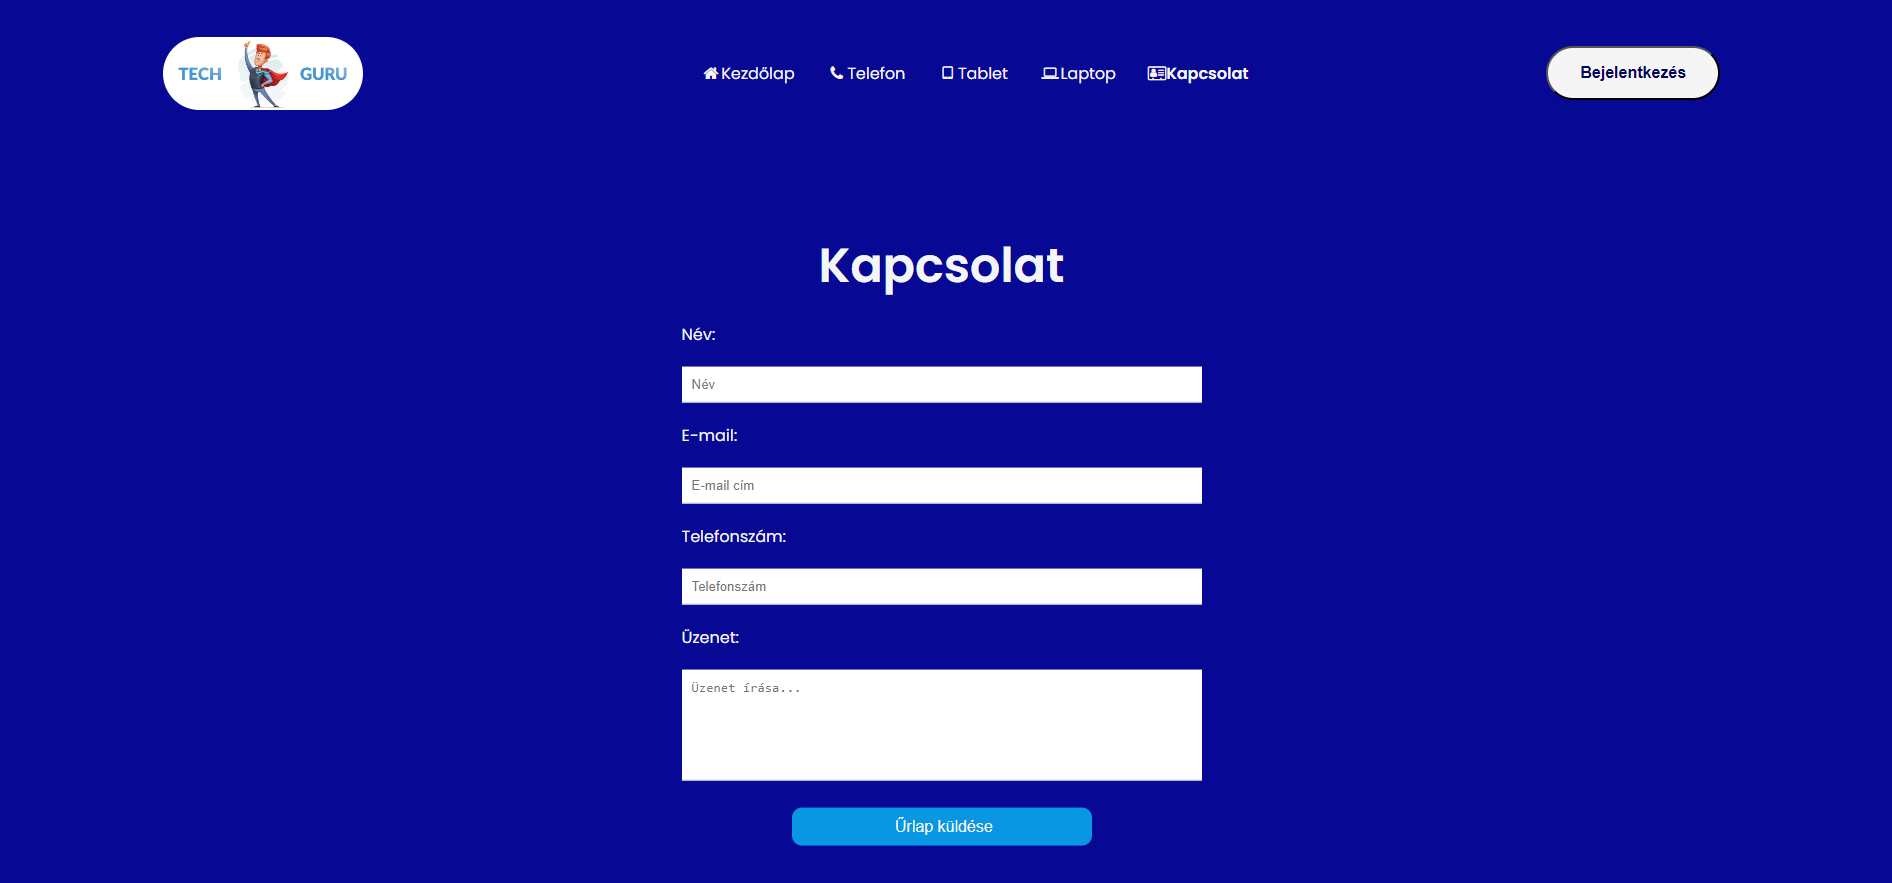 TECH GURU
Kezdőlap Telefon Tablet Laptop Kapcsolat
Bejelentkezés
Kapcsolat
Név:
Név
E-mail:
E-mail cím
Telefonszám:
Telefonszám
Üzenet:
Üzenet írása...
Űrlap küldése